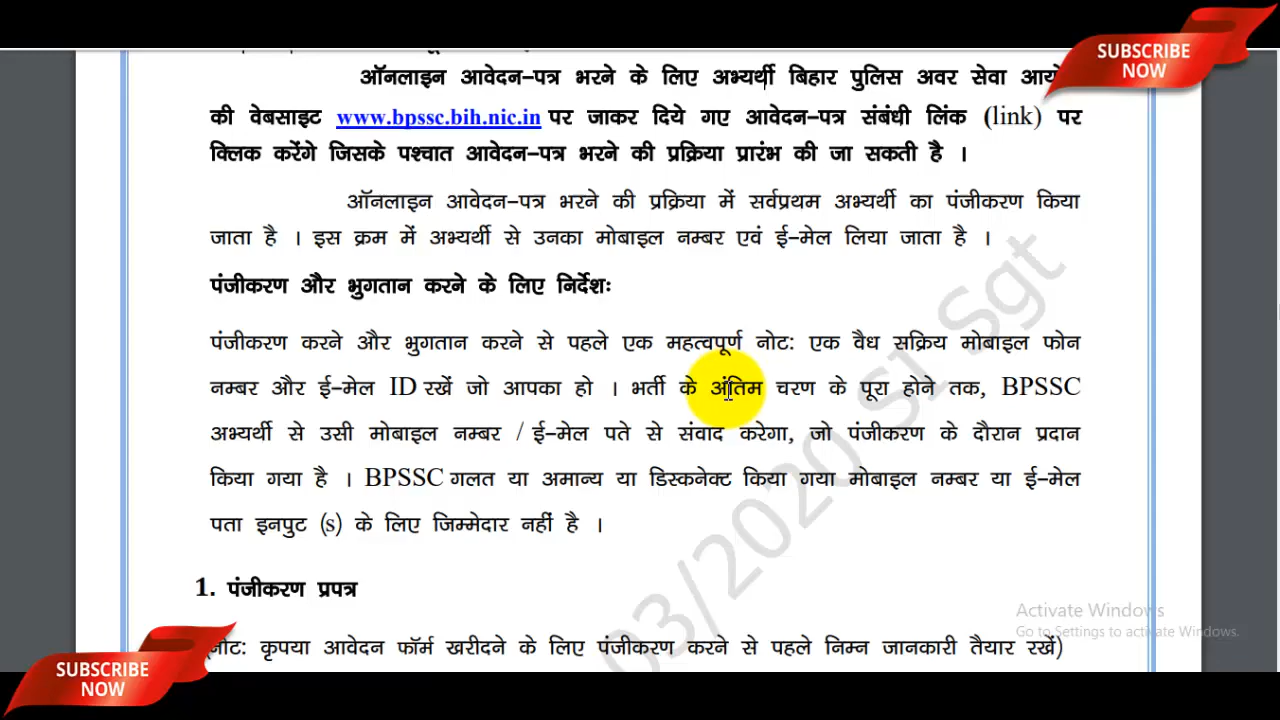 SUBSCRIBE
NOW
ऑनलाइन आवेदन-पत्र भरने के लिए अभ्यर्थी बिहार पुलिस अवर सेवा
की वेबसाइट www.bpssc.bih.nic.in पर जाकर दिये गए आवेदन-पत्र संबंधी लिंक (link) पर
क्लिक करेंगे जिसके पश्चात आवेदन-पत्र भरने की प्रक्रिया प्रारंभ की जा सकती है ।
ऑनलाइन आवेदन-पत्र भरने की प्रक्रिया में सर्वप्रथम अभ्यर्थी का पंजीकरण किया
जाता है । इस क्रम में अभ्यर्थी से उनका मोबाइल नम्बर एवं ई-मेल लिया जाता है ।
पंजीकरण और भुगतान करने के लिए निर्देशः
पंजीकरण करने और भुगतान करने से पहले एक महत्वपूर्ण नोट: एक वैध सक्रिय मोबाइल फोन
नम्बर और ई-मेल ID रखें जो आपका हो । भर्ती के अंतिम चरण के पूरा होने तक, BPSSC
अभ्यर्थी से उसी मोबाइल नम्बर / ई-मेल पते से संवाद करेगा, जो पंजीकरण के दौरान प्रदान
किया गया है । BPSSC गलत या अमान्य या डिस्कनेक्ट किया गया मोबाइल नम्बर या ई-मेल
पता इनपुट (s) के लिए जिम्मेदार नहीं है ।
1. पंजीकरण प्रपत्र
नोट: कृपया आवेदन फॉर्म खरीदने के लिए पंजीकरण करने से पहले निम्न जानकारी तैयार रखें)
03/2020 SI Sgt
Activate Windows
Go to Settings to activate Windows.
SUBSCRIBE
NOW